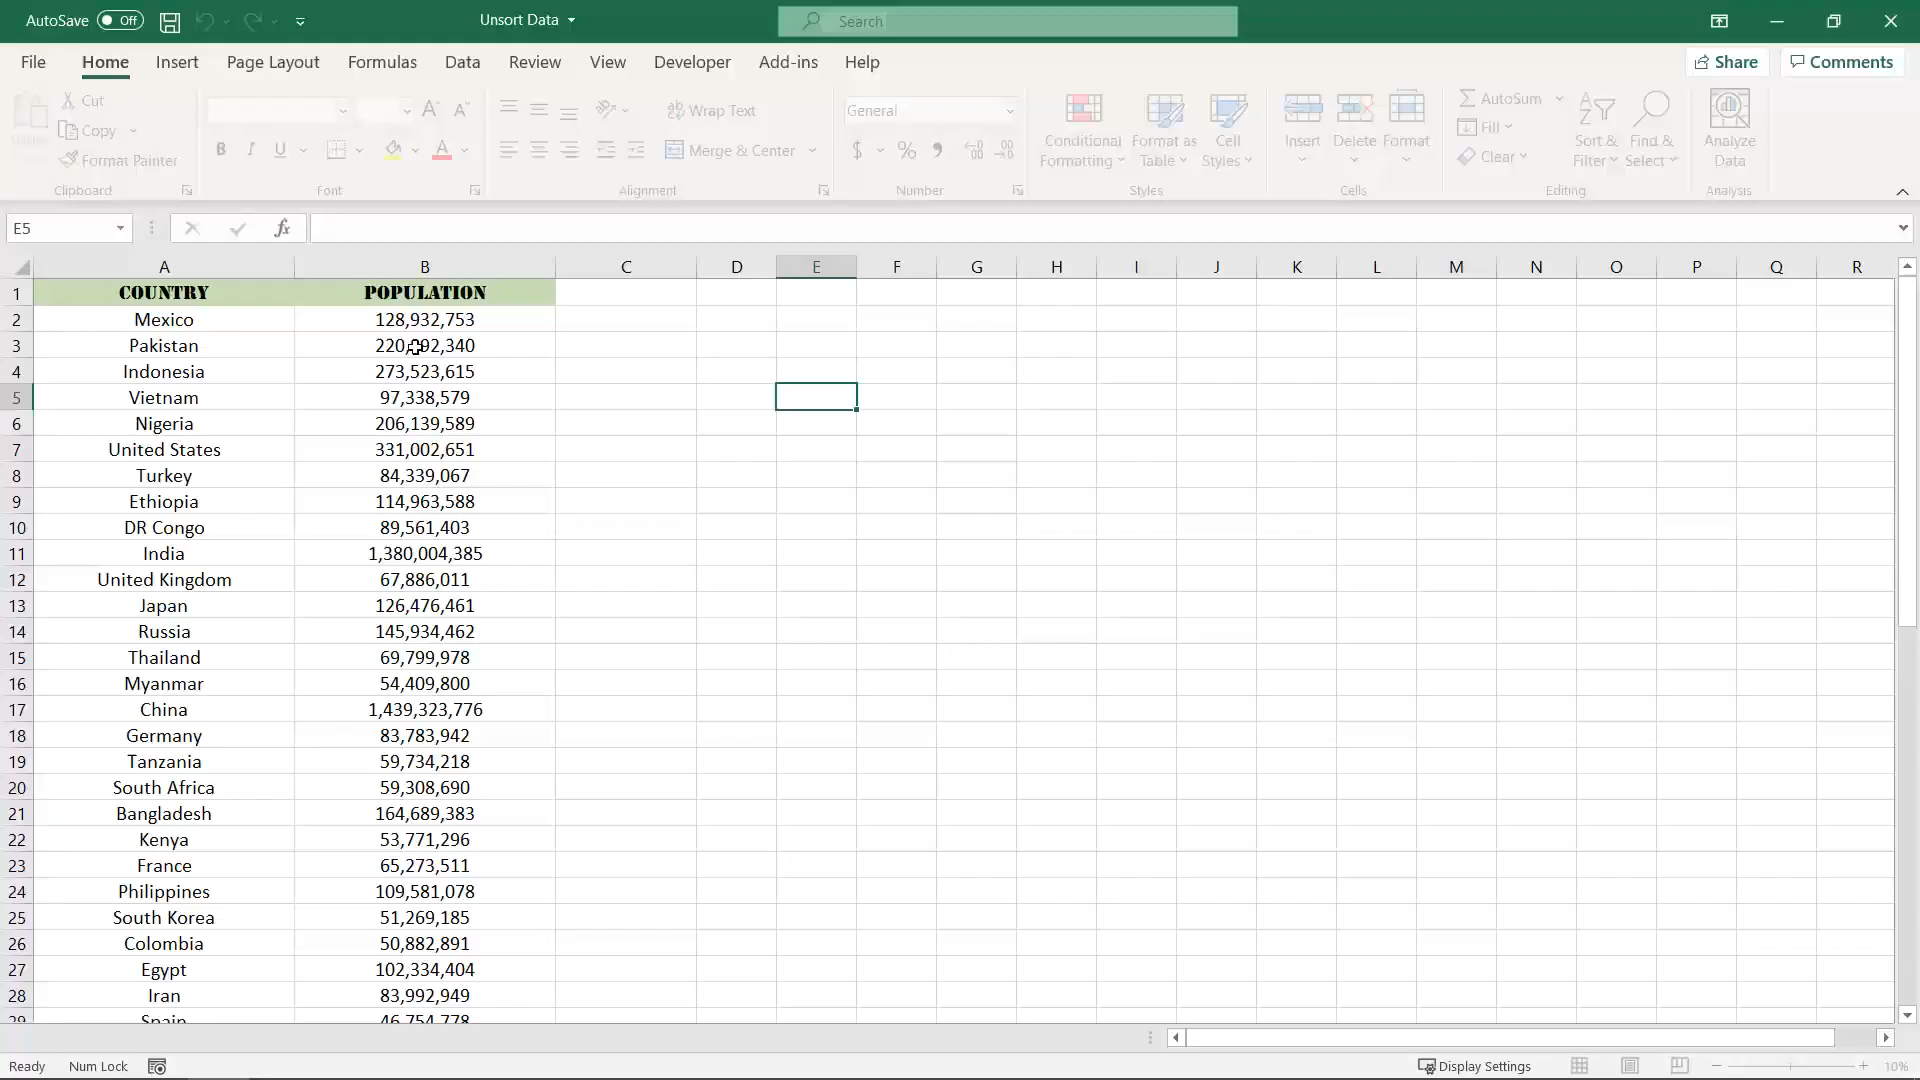 AutoSave Off Unsort Data Search
File Home Insert Page Layout Formulas Data Review View Developer Add-ins Help Share Comments
Cut
Copy
Format Painter
Clipboard
B I U A
Font
Wrap Text
Merge & Center
Alignment
General
$ %
Number
Conditional Formatting
Format as Table
Cell Styles
Styles
Insert Delete Format
Cells
AutoSum
Fill
Clear
Sort & Filter
Find & Select
Editing
Analyze Data
Analysis
E5 fx
A B C D E F G H I J K L M N O P Q R
1 COUNTRY POPULATION
2 Mexico 128,932,753
3 Pakistan
4 Indonesia 273,523,615
5 Vietnam 97,338,579
6 Nigeria 206,139,589
7 United States 331,002,651
8 Turkey 84,339,067
9 Ethiopia 114,963,588
10 DR Congo 89,561,403
11 India 1,380,004,385
12 United Kingdom 67,886,011
13 Japan 126,476,461
14 Russia 145,934,462
15 Thailand 69,799,978
16 Myanmar 54,409,800
17 China 1,439,323,776
18 Germany 83,783,942
19 Tanzania 59,734,218
20 South Africa 59,308,690
21 Bangladesh 164,689,383
22 Kenya 53,771,296
23 France 65,273,511
24 Philippines 109,581,078
25 South Korea 51,269,185
26 Colombia 50,882,891
27 Egypt 102,334,404
28 Iran 83,992,949
29 Spain 46,754,778
Ready Num Lock Display Settings 10%